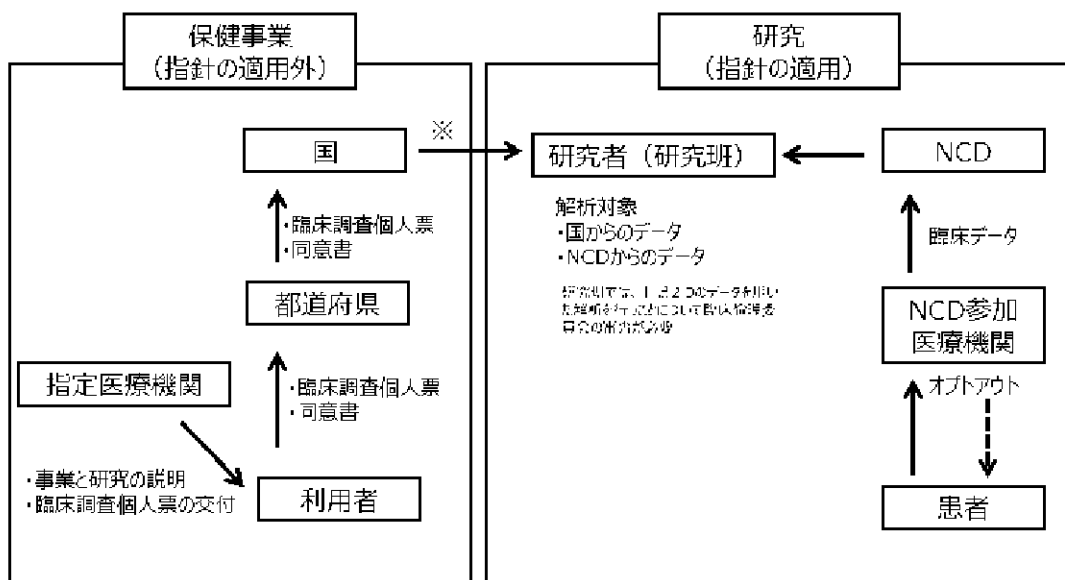 保健事業
（指針の適用外）
国
・臨床調査個人票
・同意書
都道府県
指定医療機関
・臨床調査個人票
・同意書
・事業と研究の説明
・臨床調査個人票の交付
利用者
※
研究
（指針の適用）
研究者（研究班）
解析対象
・国からのデータ
・NCDからのデータ
NCD
臨床データ
NCD参加
医療機関
オプトアウト
患者